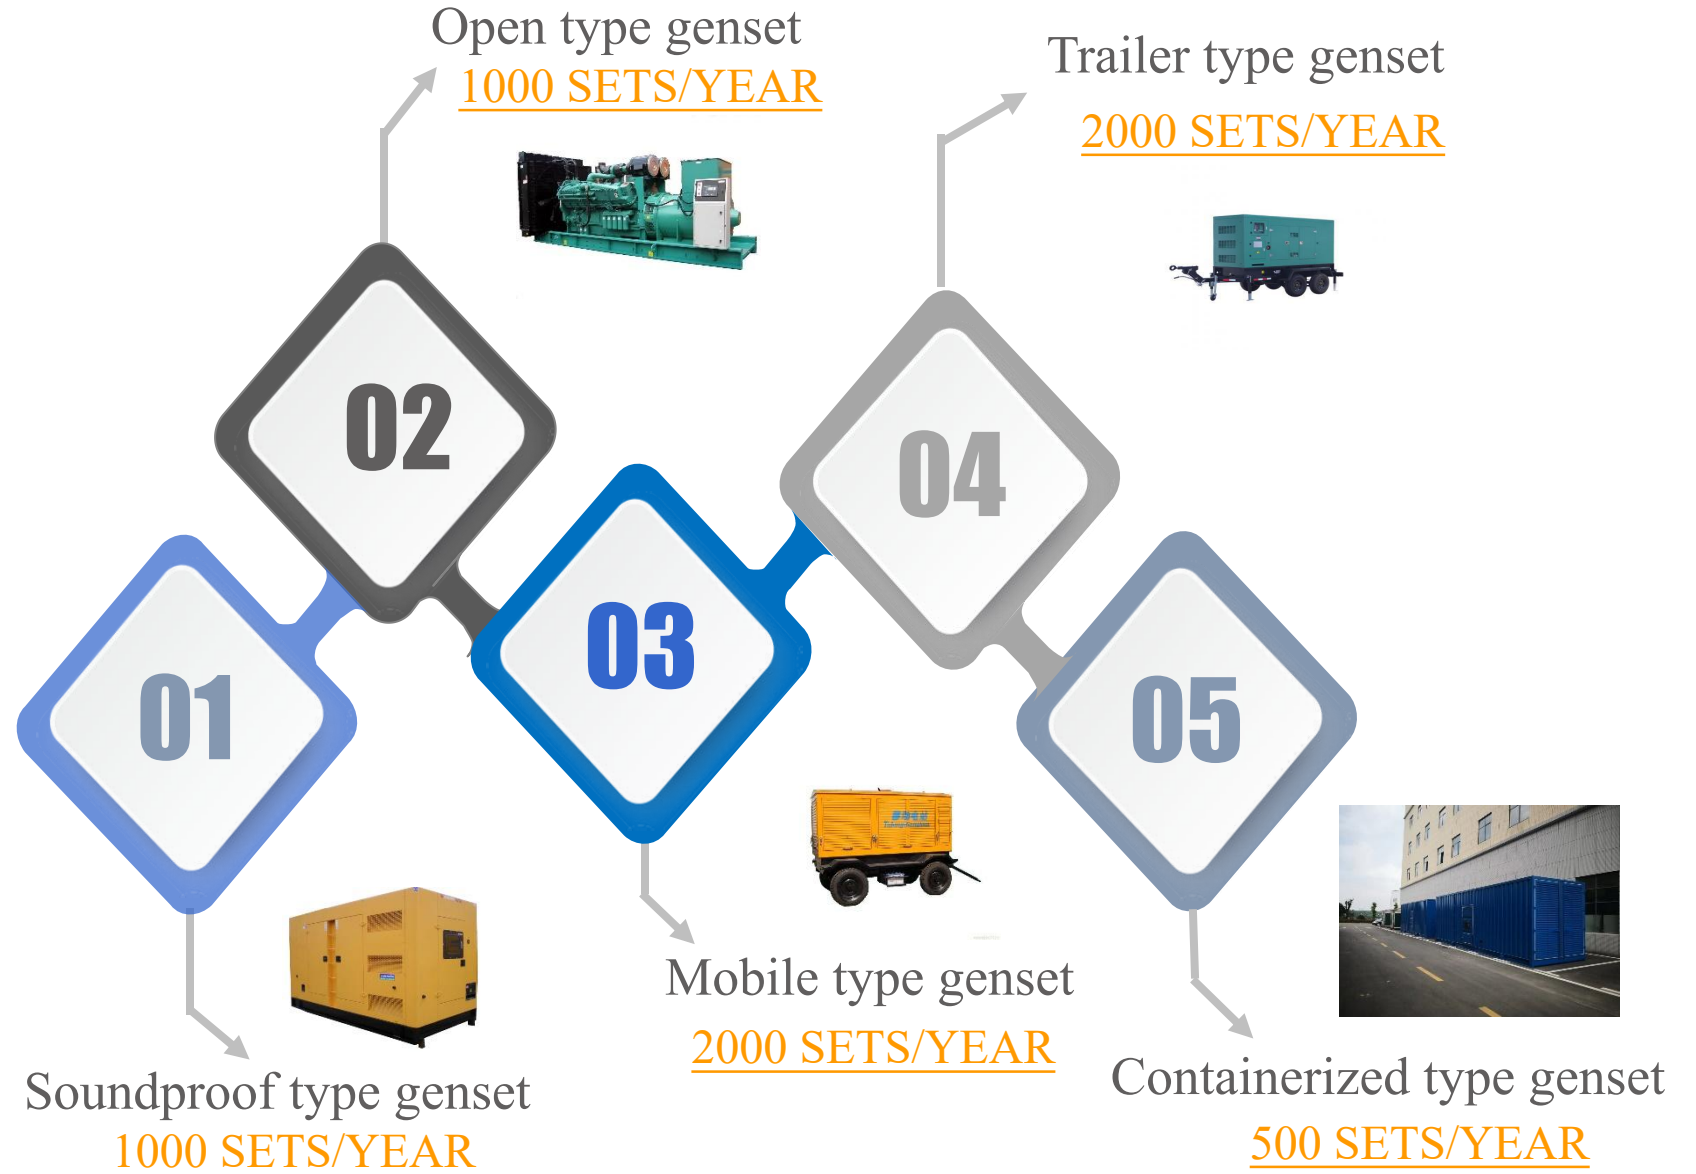 Open type genset
1000 SETS/YEAR
Trailer type genset
2000 SETS/YEAR
02
04
03
01
05
Mobile type genset
2000 SETS/YEAR
Soundproof type genset
1000 SETS/YEAR
Containerized type genset
500 SETS/YEAR